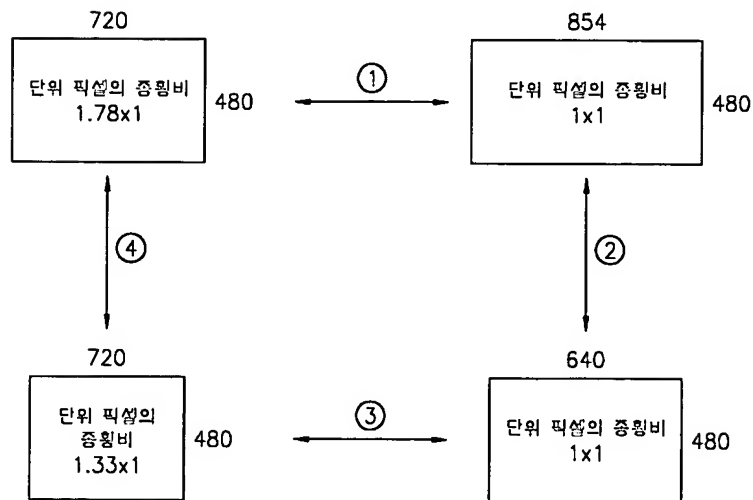 720
단위 픽셀의 종횡비
1.78x1
480
①
854
단위 픽셀의 종횡비
1x1
480
④
②
720
단위 픽셀의
종횡비
1.33x1
480
③
640
단위 픽셀의 종횡비
1x1
480